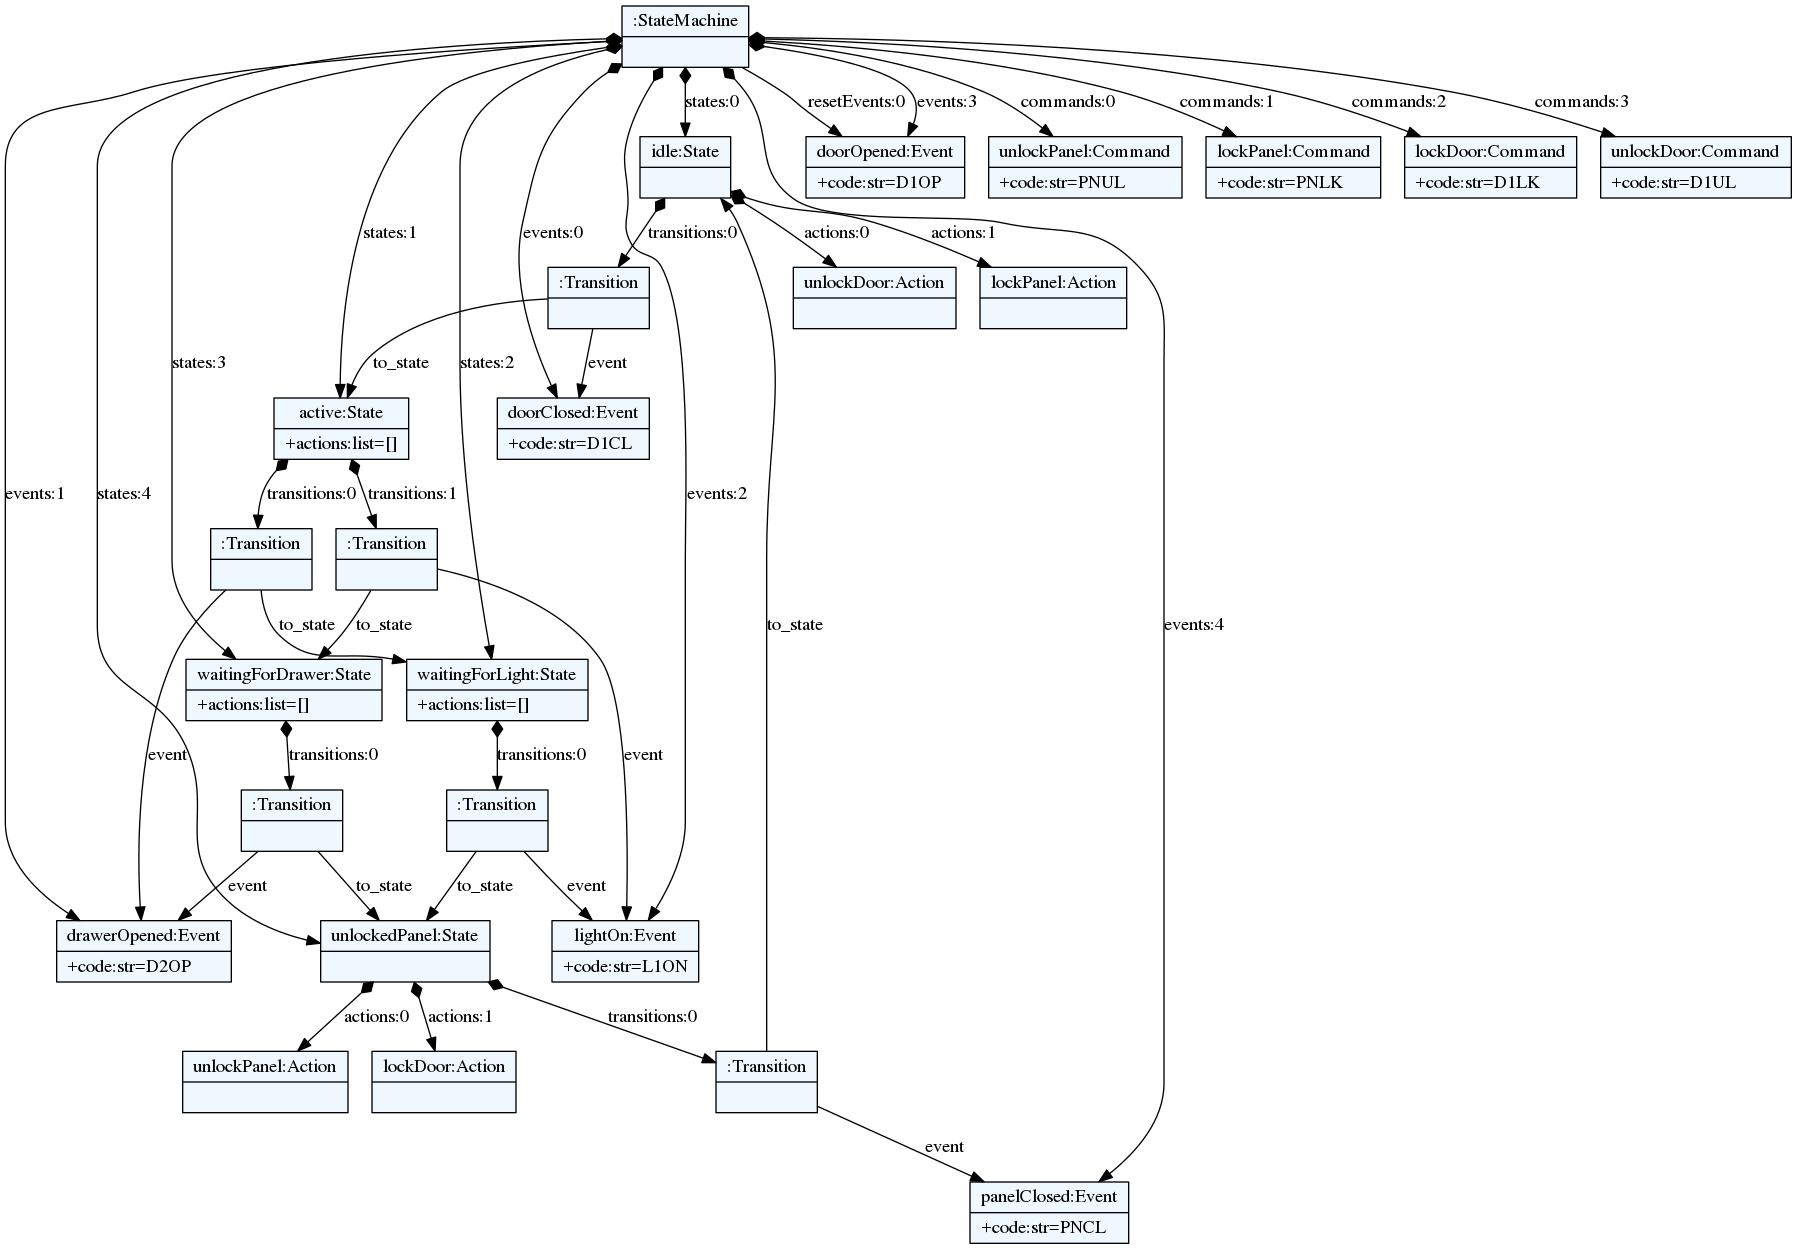 :StateMachine
states:0
resetEvents:0
events:3
commands:0
commands:1
commands:2
commands:3
idle:State
doorOpened:Event
+code:str=D1OP
unlockPanel:Command
+code:str=PNUL
lockPanel:Command
+code:str=PNLK
lockDoor:Command
+code:str=D1LK
unlockDoor:Command
+code:str=D1UL
states:1
events:0
transitions:0
actions:0
actions:1
:Transition
unlockDoor:Action
lockPanel:Action
states:3
to_state
states:2
event
active:State
+actions:list=[]
doorClosed:Event
+code:str=D1CL
events:1
states:4
transitions:0
transitions:1
events:2
:Transition
:Transition
to_state
to_state
to_state
events:4
waitingForDrawer:State
+actions:list=[]
waitingForLight:State
+actions:list=[]
event
transitions:0
transitions:0
event
:Transition
:Transition
event
to_state
to_state
event
drawerOpened:Event
+code:str=D2OP
unlockedPanel:State
lightOn:Event
+code:str=L1ON
actions:0
actions:1
transitions:0
unlockPanel:Action
lockDoor:Action
:Transition
event
panelClosed:Event
+code:str=PNCL